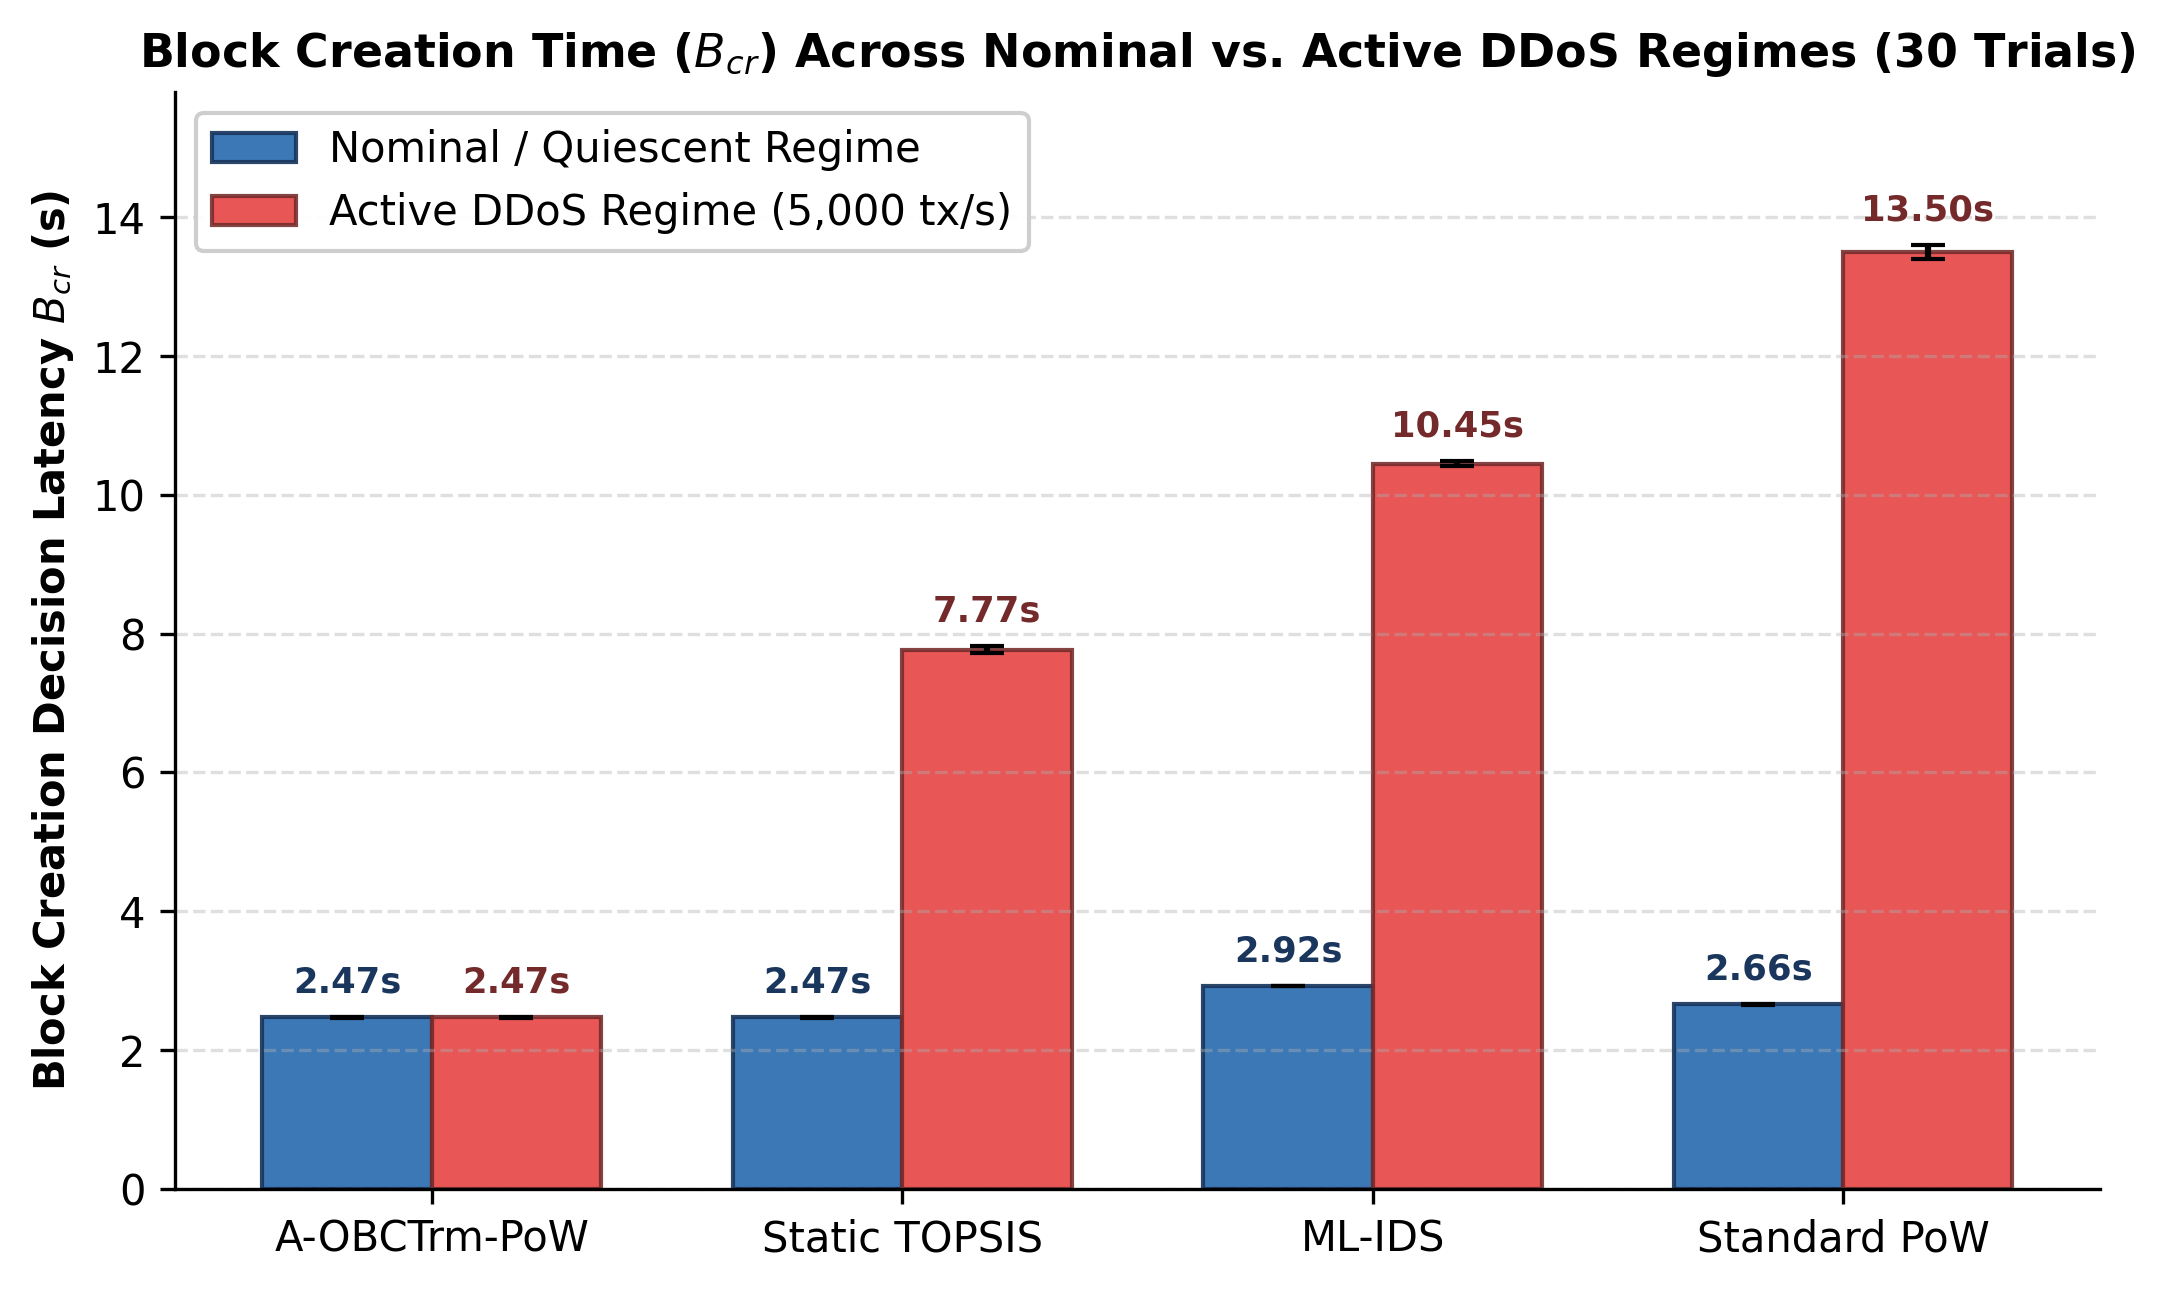 Block Creation Time (B_cr) Across Nominal vs. Active DDoS Regimes (30 Trials)
Nominal / Quiescent Regime
Active DDoS Regime (5,000 tx/s)
Block Creation Decision Latency B_cr (s)
14
12
10
8
6
4
2
0
2.47s
2.47s
2.47s
7.77s
2.92s
10.45s
2.66s
13.50s
A-OBCTrm-PoW
Static TOPSIS
ML-IDS
Standard PoW